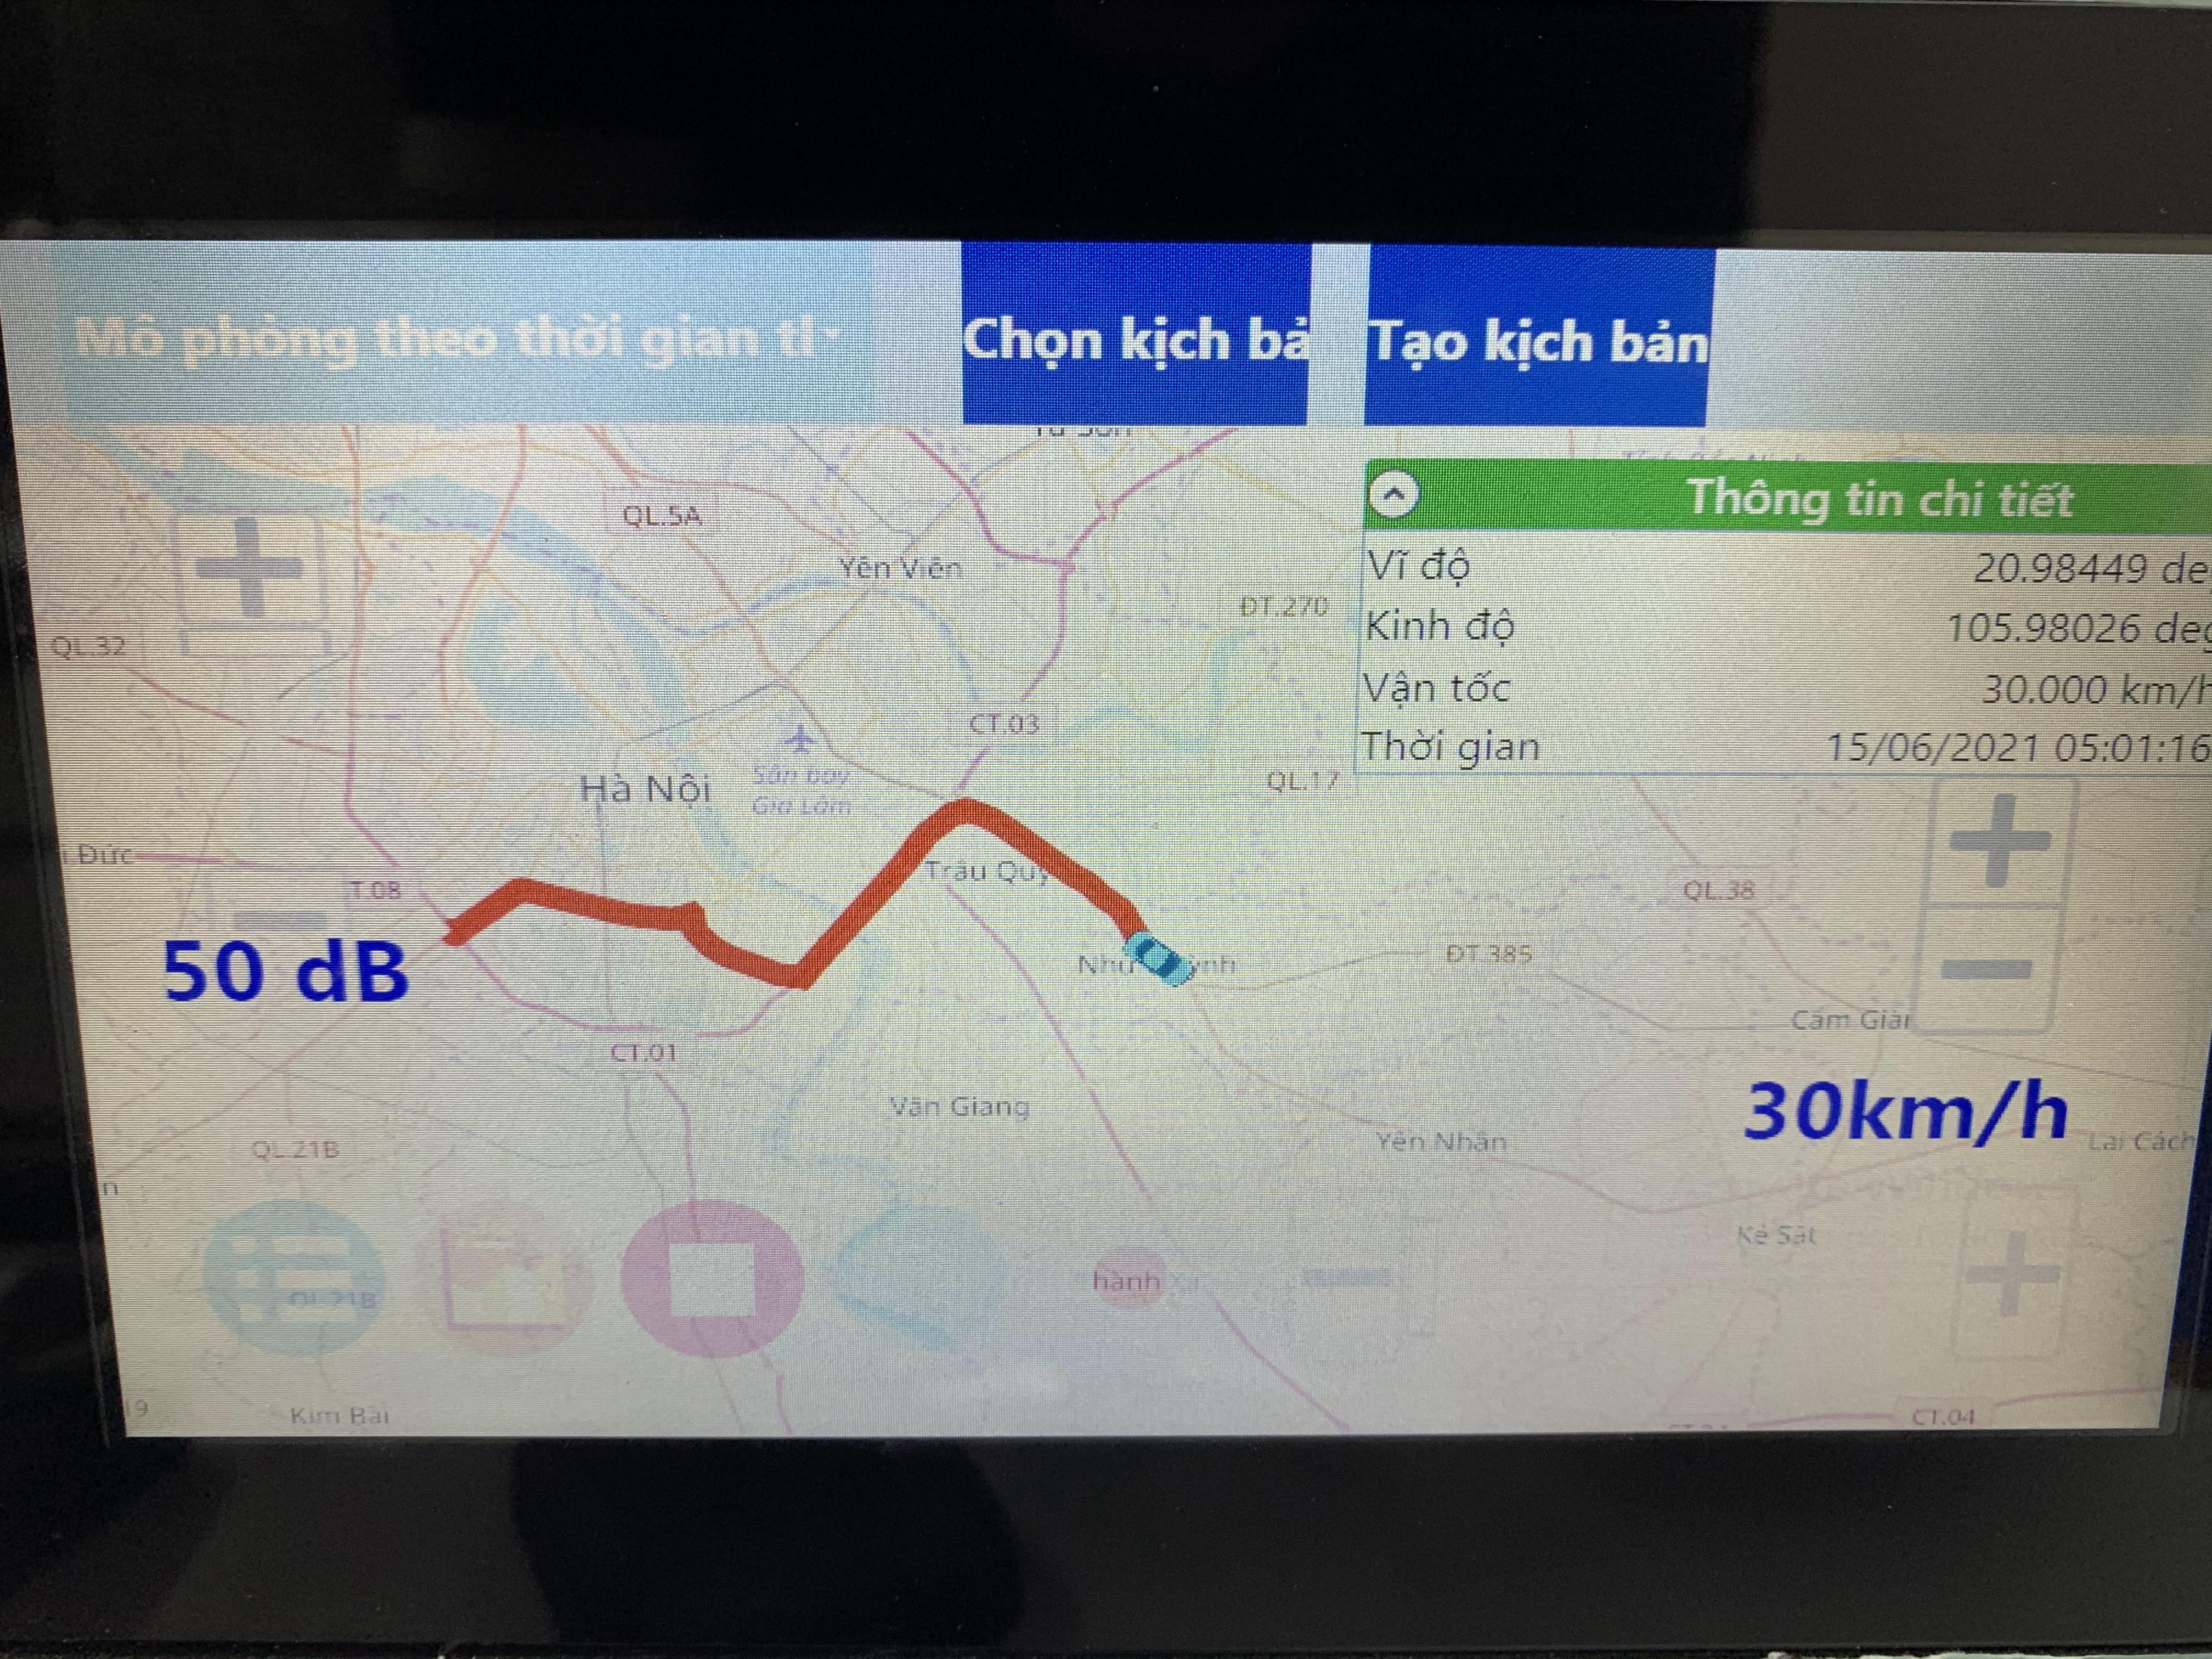 Mô phỏng theo thời gian
Chọn kịch bả
Tạo kịch bản
Thông tin chi tiết
Vĩ độ 20.98449 de
Kinh độ 105.98026 deg
Vận tốc 30.000 km/h
Thời gian 15/06/2021 05:01:16
QL.5A
Yên Viên
ĐT.270
QL.32
CT.03
Hà Nội
Sân bay
Gia Lâm
QL.17
Đức
Trâu Quỳ
T.08
QL.38
50 dB
ĐT.385
CT.01
Văn Giang
30km/h
Yên Nhân
Lai Cách
QL.21B
Kẻ Sặt
hành
QL.21B
19
Kim Bài
CT.04